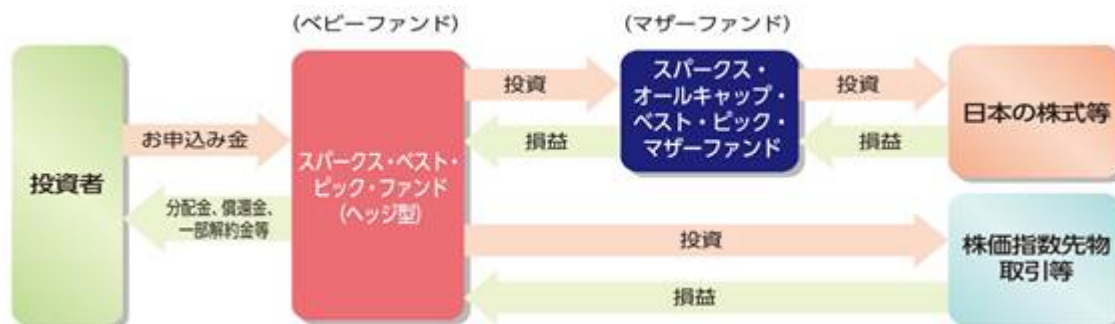 (ベビーファンド)
(マザーファンド)
投資者
お申込み金
分配金、償還金、
一部解約金等
スパークス・ベスト・
ピック・ファンド
(ヘッジ型)
投資
損益
スパークス・
オールキャップ・
ベスト・ピック・
マザーファンド
投資
損益
日本の株式等
投資
損益
株価指数先物
取引等